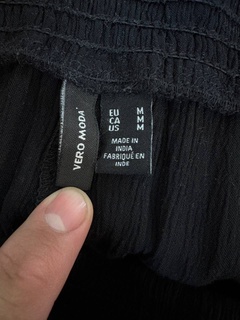 VERO MODA
EU M
CA M
US M
MADE IN
INDIA
FABRIQUÉ EN
INDE